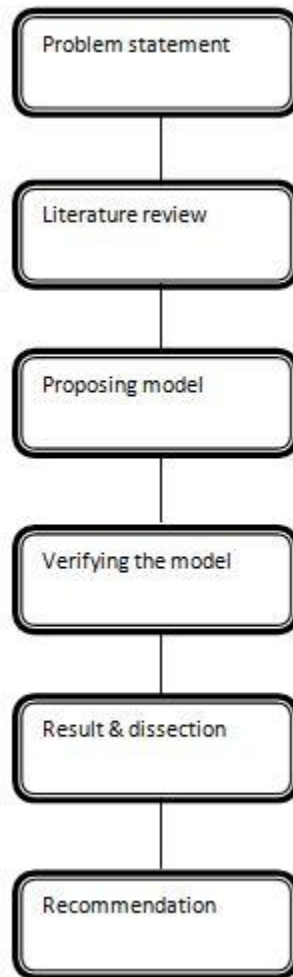 Problem statement
Literature review
Proposing model
Verifying the model
Result & dissection
Recommendation